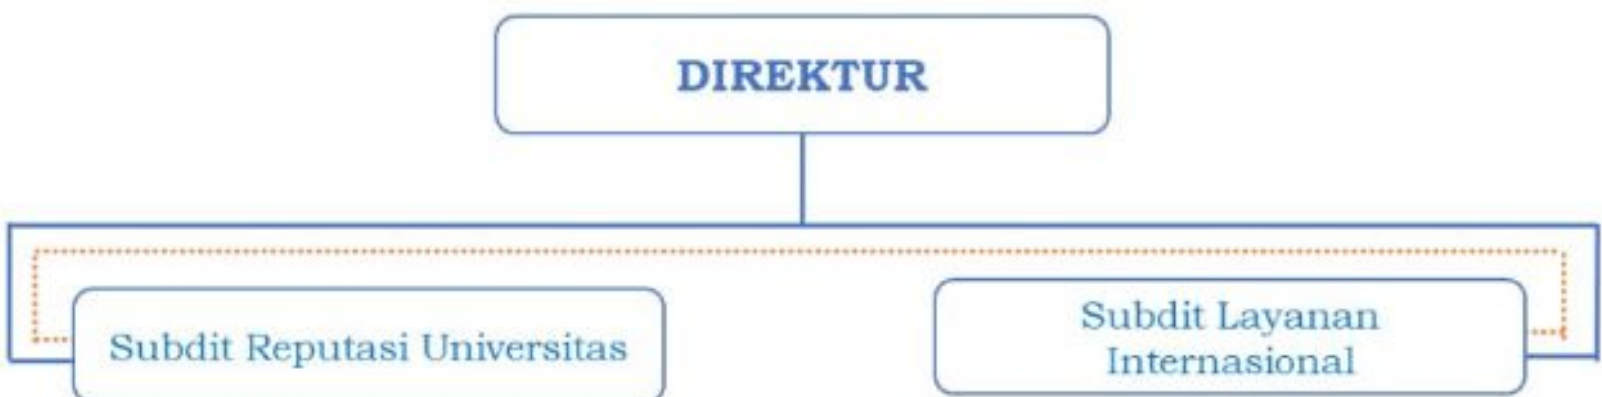 DIREKTUR
Subdit Reputasi Universitas
Subdit Layanan
Internasional